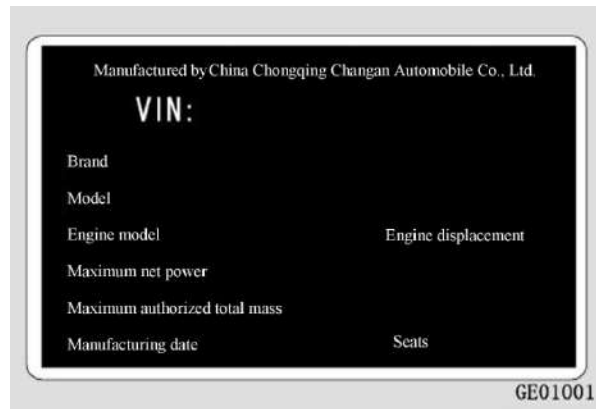 Manufactured by China Chongqing Changan Automobile Co., Ltd.
VIN:
Brand
Model
Engine model Engine displacement
Maximum net power
Maximum authorized total mass
Manufacturing date Seats
GE01001